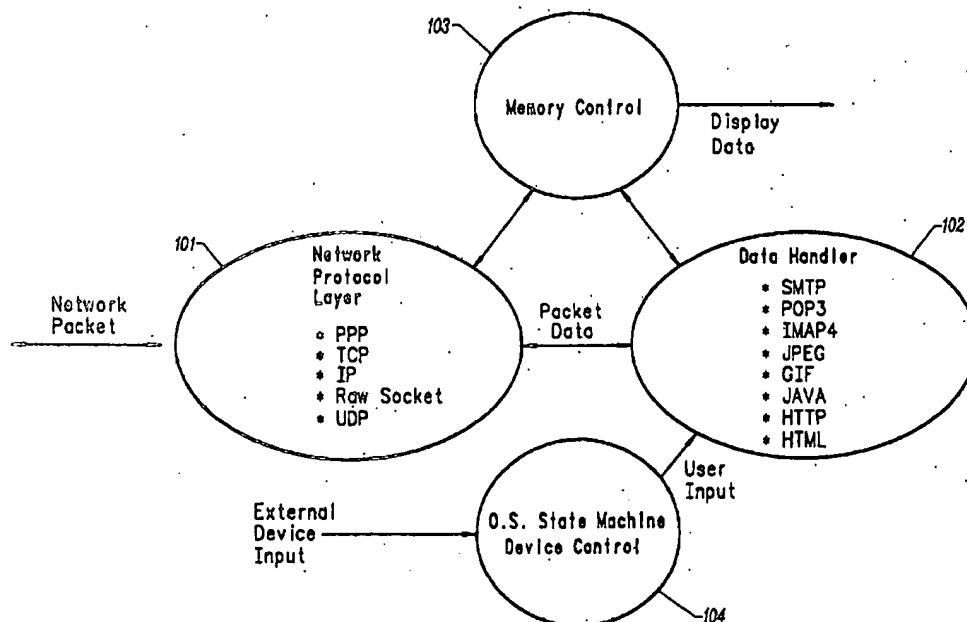 103
Memory Control
Display
Data
101
Network
Protocol
Layer
* PPP
* TCP
* IP
* Raw Socket
* UDP
Network
Packet
Packet
Data
102
Data Handler
* SMTP
* POP3
* IMAP4
* JPEG
* GIF
* JAVA
* HTTP
* HTML
User
Input
External
Device
Input
O.S. State Machine
Device Control
104